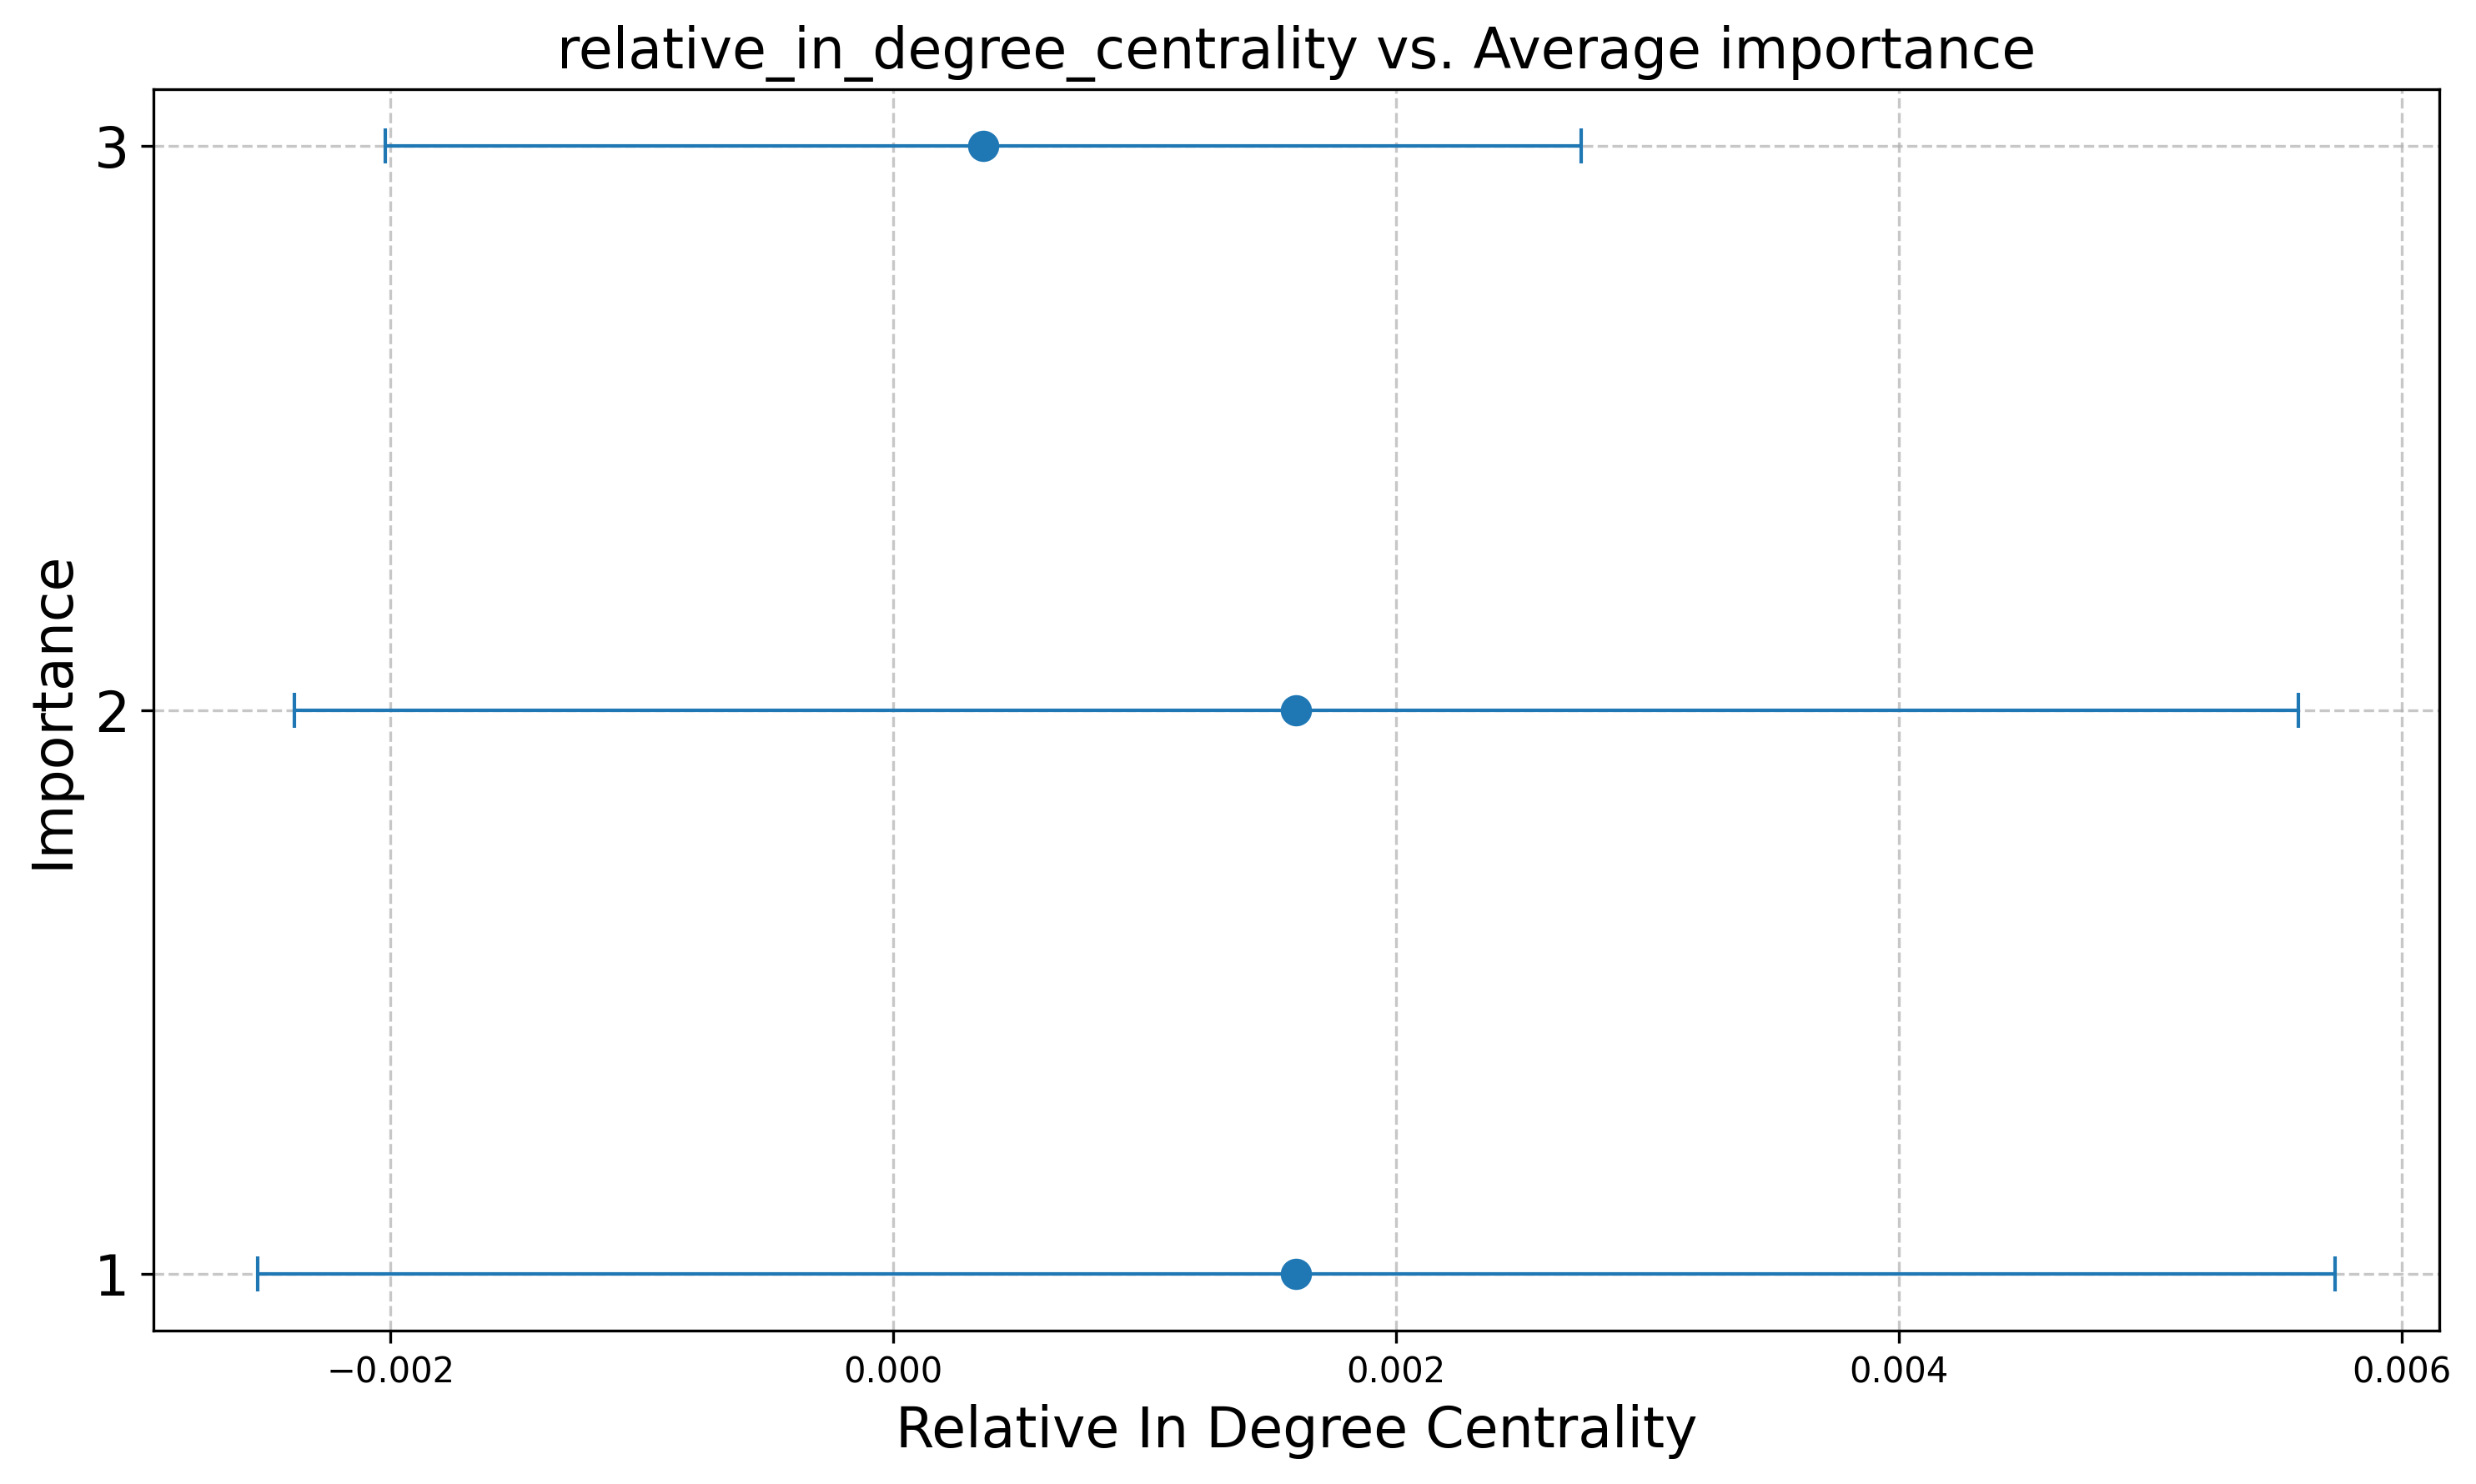 relative_in_degree_centrality vs. Average importance
3
2
1
Importance
−0.002
0.000
0.002
0.004
0.006
Relative In Degree Centrality